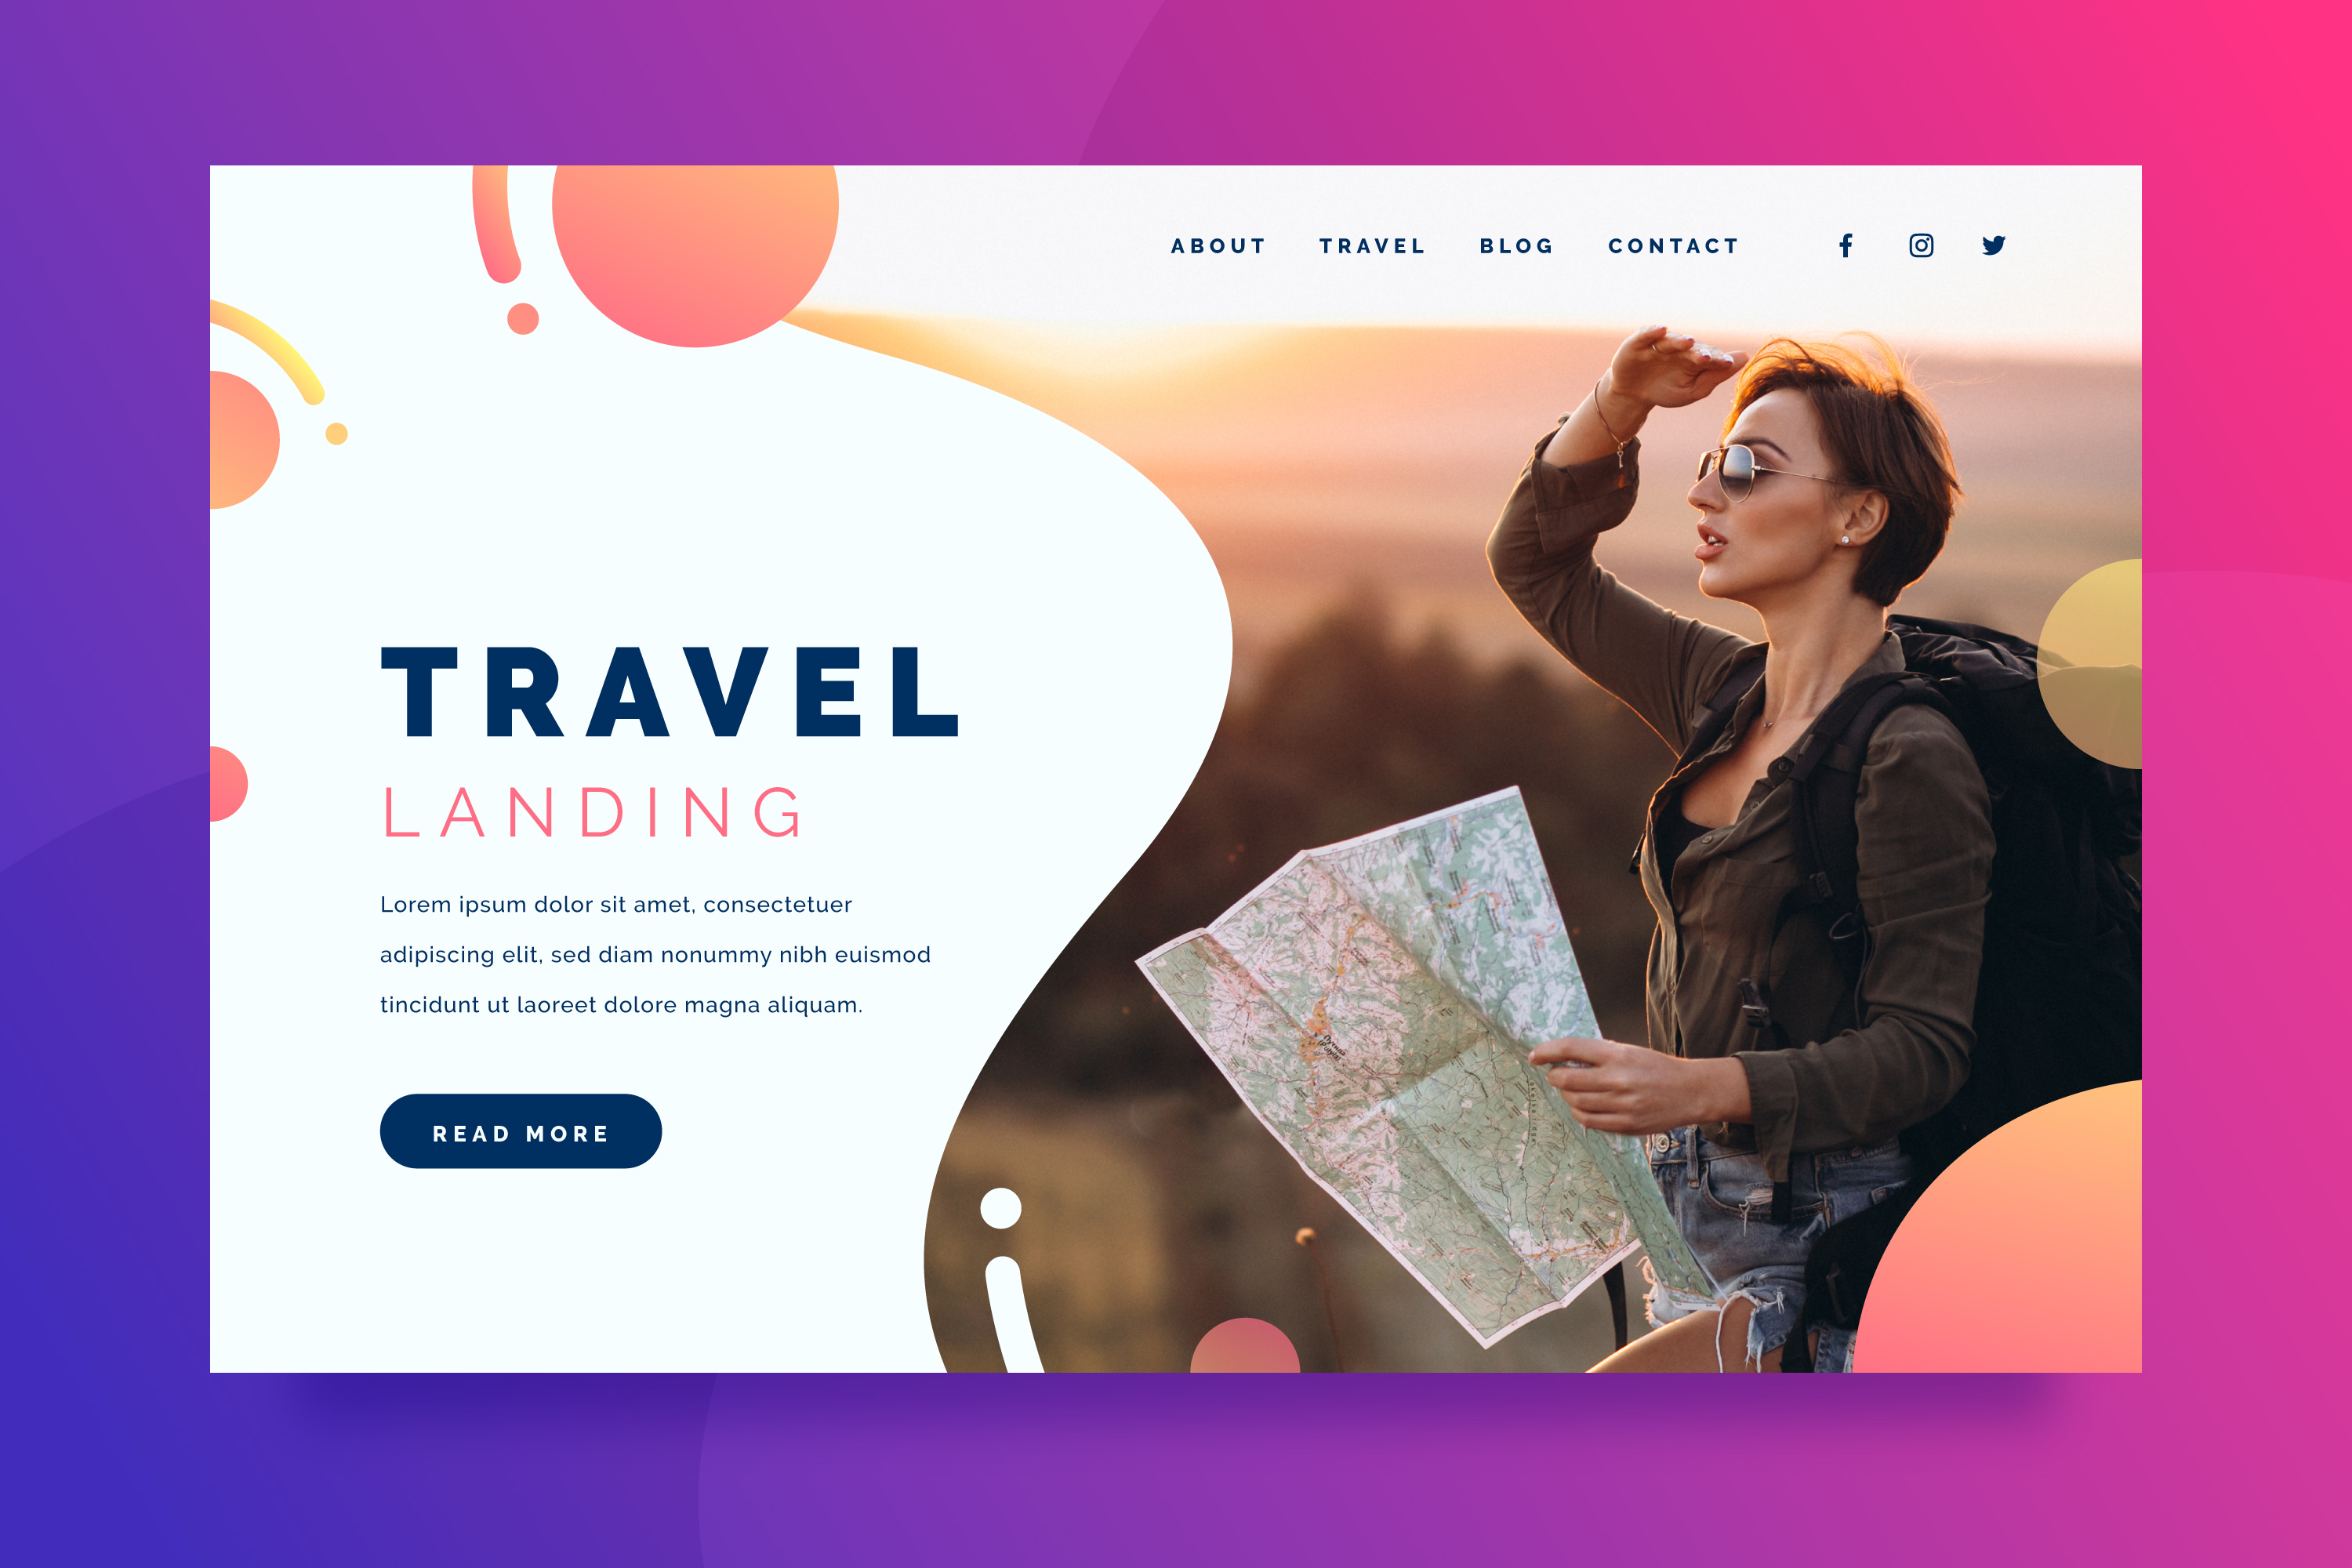 ABOUT TRAVEL BLOG CONTACT
TRAVEL
LANDING
Lorem ipsum dolor sit amet, consectetuer
adipiscing elit, sed diam nonummy nibh euismod
tincidunt ut laoreet dolore magna aliquam.
READ MORE